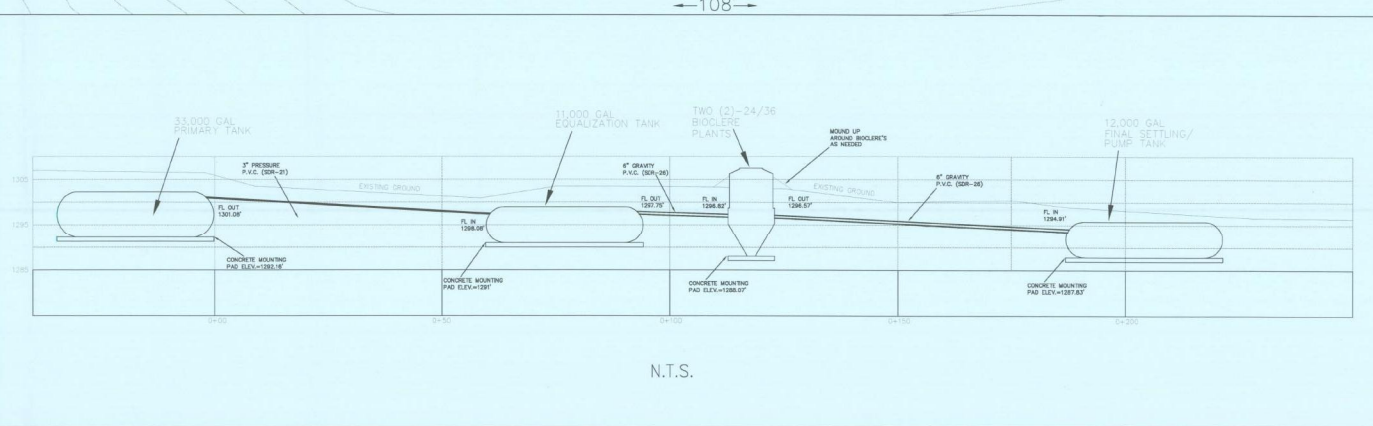 108
33,000 GAL
PRIMARY TANK
11,000 GAL
EQUALIZATION TANK
TWO (2)-24/36
BIOCLERE
PLANTS
MOUND UP
AROUND BIOCLERE'S
AS NEEDED
12,000 GAL
FINAL SETTLING/
PUMP TANK
1305
1295
1285
3" PRESSURE
P.V.C. (SDR-21)
EXISTING GROUND
6" GRAVITY
P.V.C. (SDR-26)
EXISTING GROUND
6" GRAVITY
P.V.C. (SDR-26)
FL OUT
1301.08'
FL IN
1298.08'
FL OUT
1297.75'
FL IN
1296.82'
FL OUT
1296.57'
FL IN
1294.91'
CONCRETE MOUNTING
PAD ELEV.=1292.16'
CONCRETE MOUNTING
PAD ELEV.=1291'
CONCRETE MOUNTING
PAD ELEV.=1288.07'
CONCRETE MOUNTING
PAD ELEV.=1287.83'
0+00
0+50
0+100
0+150
0+200
N.T.S.